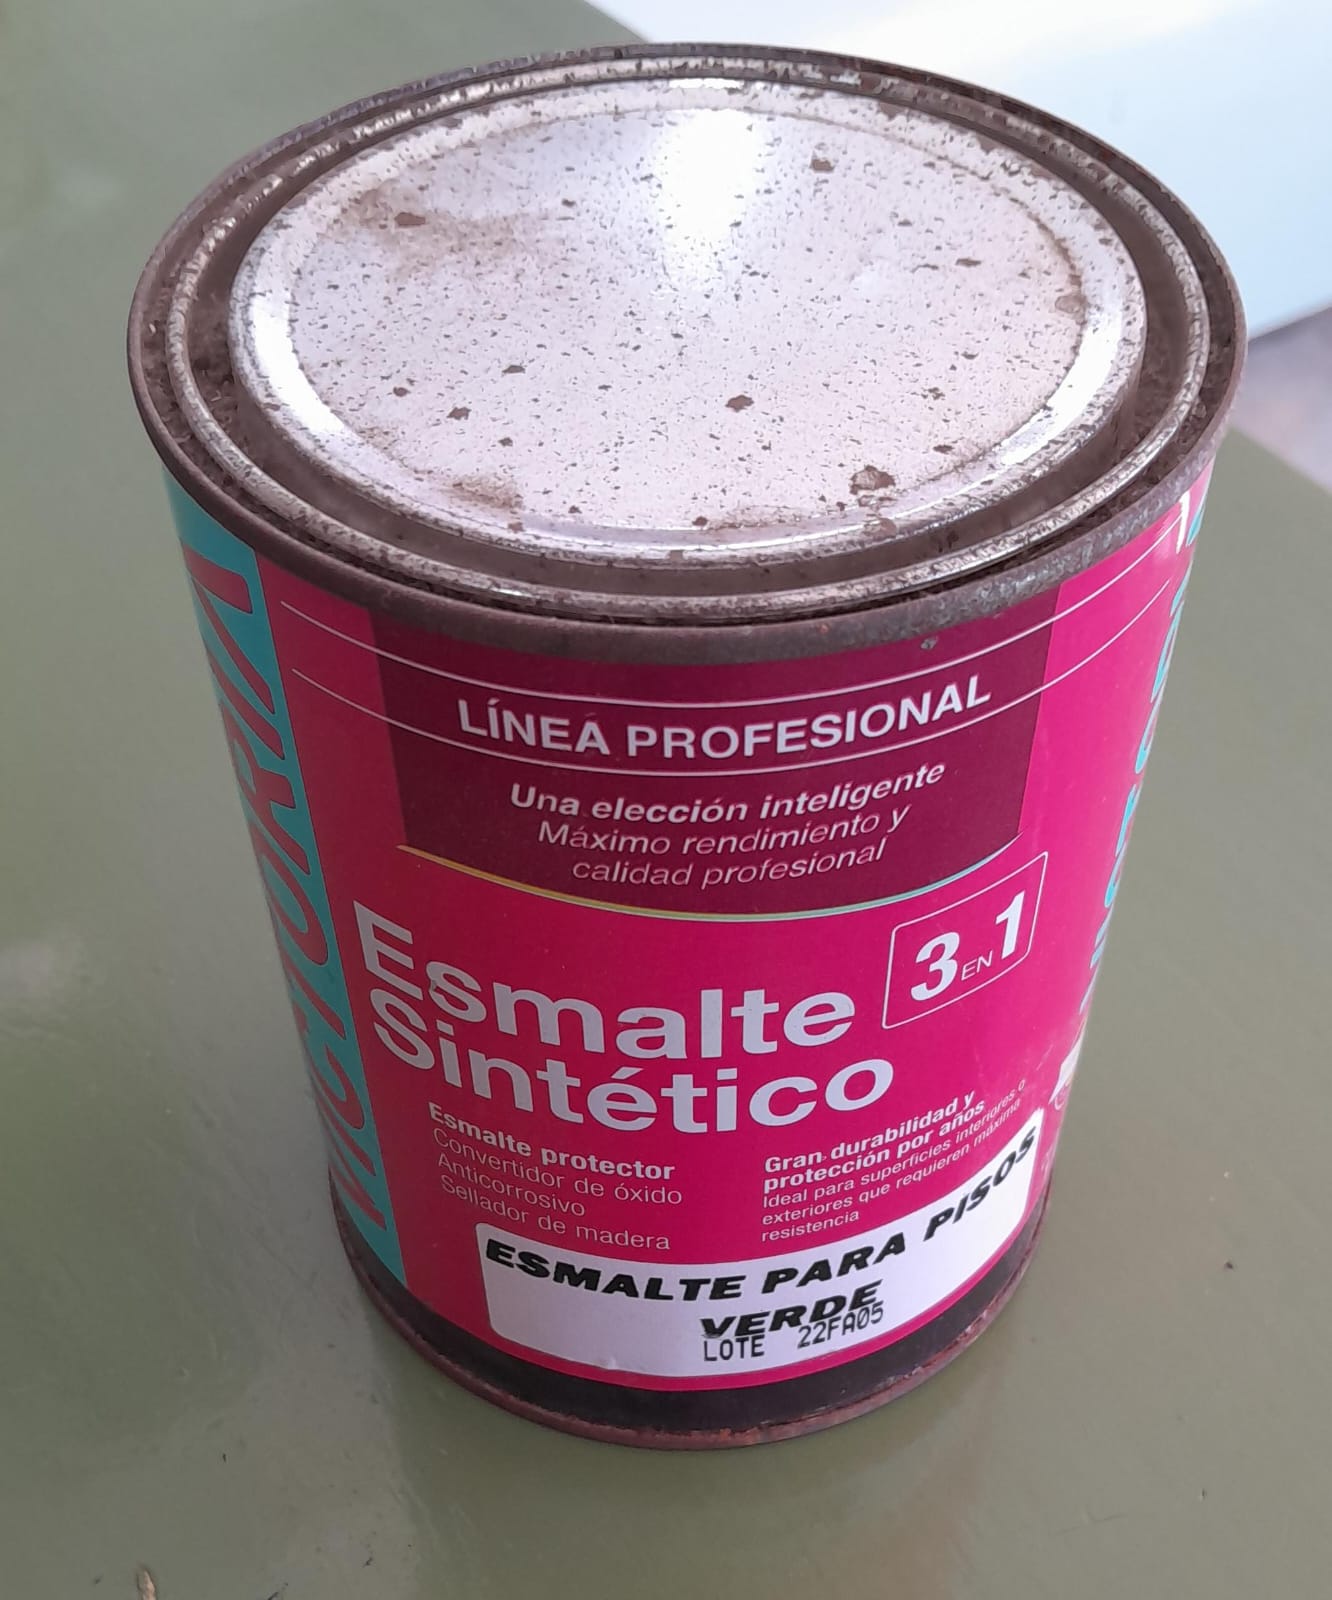 LÍNEA PROFESIONAL
Una elección inteligente
Máximo rendimiento y
calidad profesional
3 EN 1
Esmalte
Sintético
Esmalte protector
Convertidor de óxido
Anticorrosivo
Sellador de madera
Gran durabilidad y
protección por años
Ideal para superficies interiores o
exteriores que requieren máxima
resistencia
ESMALTE PARA PISOS
VERDE
LOTE 22FA05